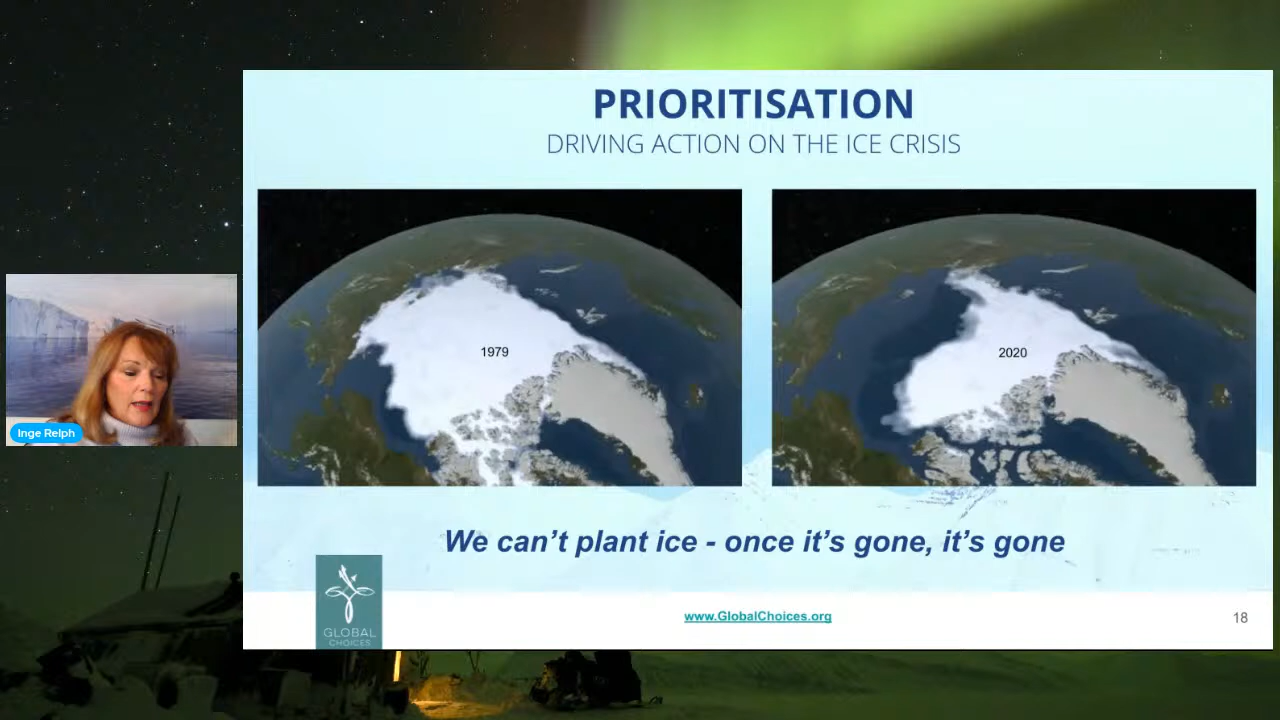 PRIORITISATION
DRIVING ACTION ON THE ICE CRISIS
1979
2020
Inge Relph
We can't plant ice - once it's gone, it's gone
GLOBAL
CHOICES
www.GlobalChoices.org
18